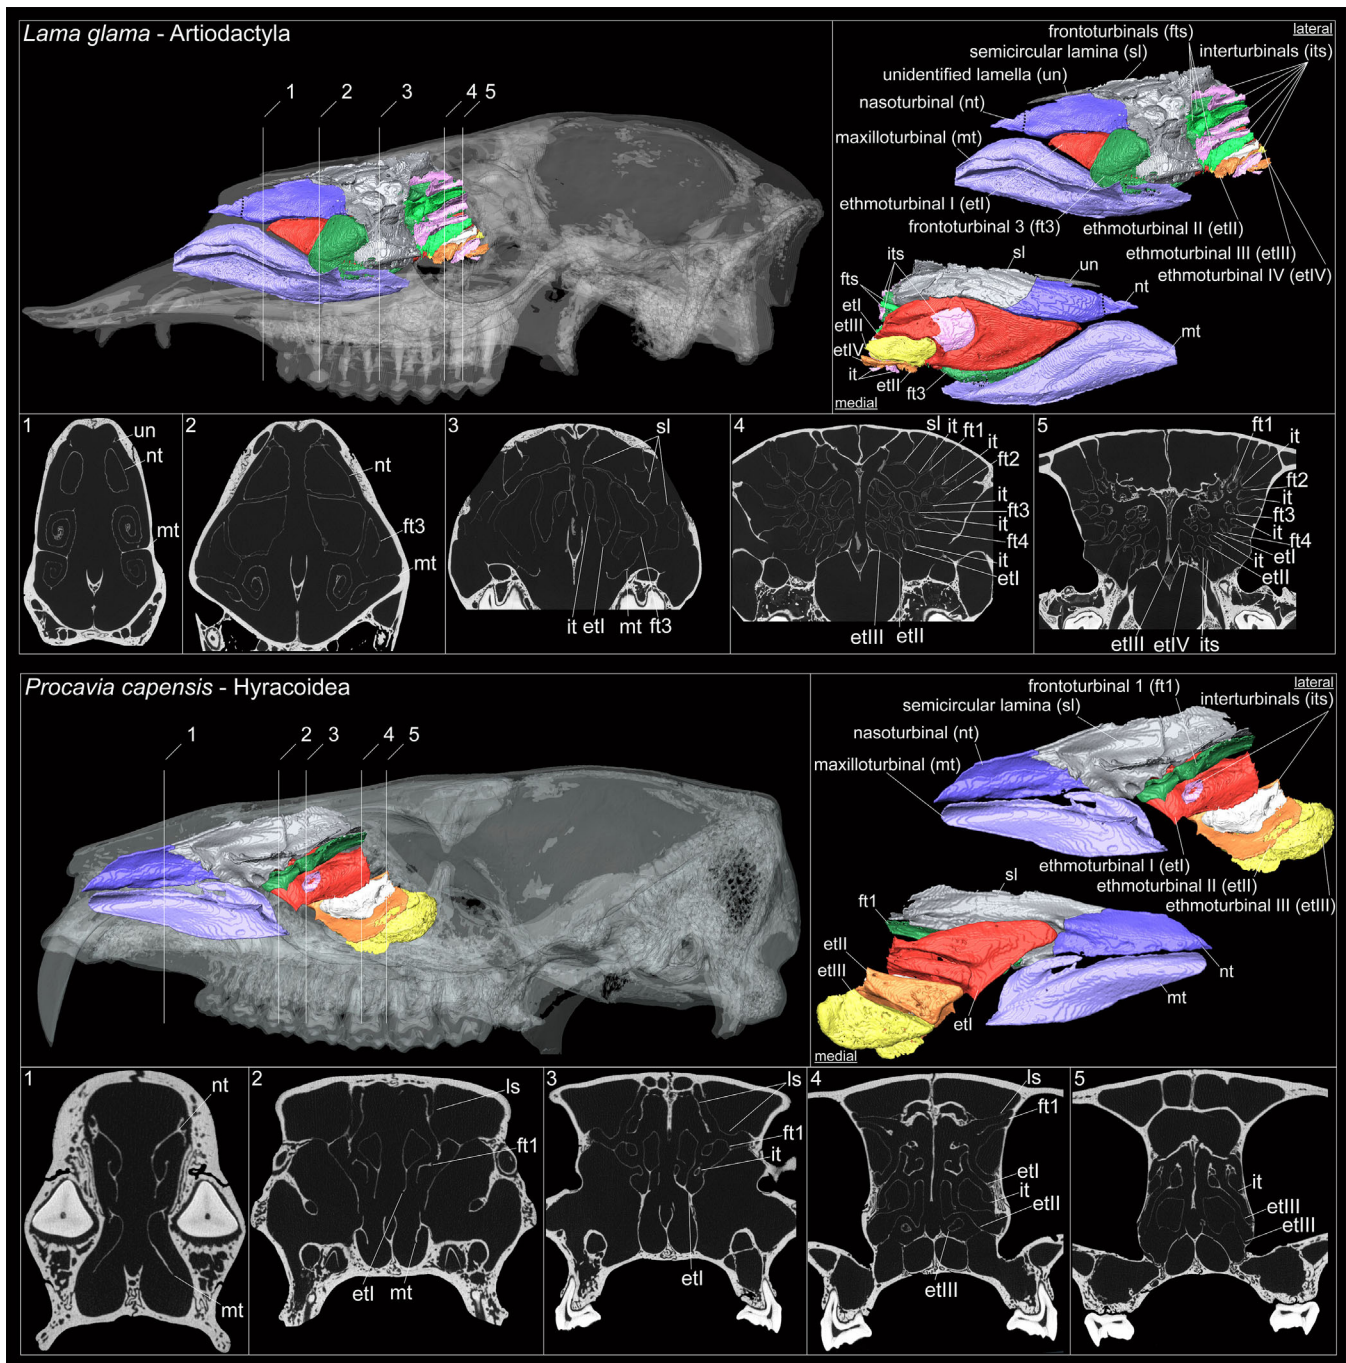 Lama glama - Artiodactyla
1
2
3
4
5
lateral
frontoturbinals (fts)
semicircular lamina (sl)
interturbinals (its)
unidentified lamella (un)
nasoturbinal (nt)
maxilloturbinal (mt)
ethmoturbinal I (etI)
frontoturbinal 3 (ft3)
ethmoturbinal II (etII)
ethmoturbinal III (etIII)
ethmoturbinal IV (etIV)
its
sl
un
fts
nt
etI
etIII
mt
etIV
it
etII
ft3
medial
1
un
nt
mt
2
nt
ft3
mt
3
sl
it
etI
mt
ft3
4
sl
it
ft1
it
ft2
it
ft3
it
ft4
it
etI
etIII
etII
5
ft1
it
ft2
it
ft3
it
ft4
etI
it
etII
etIII
etIV
its
Procavia capensis - Hyracoidea
1
2
3
4
5
lateral
frontoturbinal 1 (ft1)
semicircular lamina (sl)
interturbinals (its)
nasoturbinal (nt)
maxilloturbinal (mt)
ethmoturbinal I (etI)
ethmoturbinal II (etII)
ethmoturbinal III (etIII)
sl
ft1
etII
etIII
nt
mt
etI
medial
1
nt
mt
2
ls
ft1
etI
mt
3
ls
ft1
it
etI
4
ls
ft1
etI
it
etII
etIII
5
it
etIII
etIII